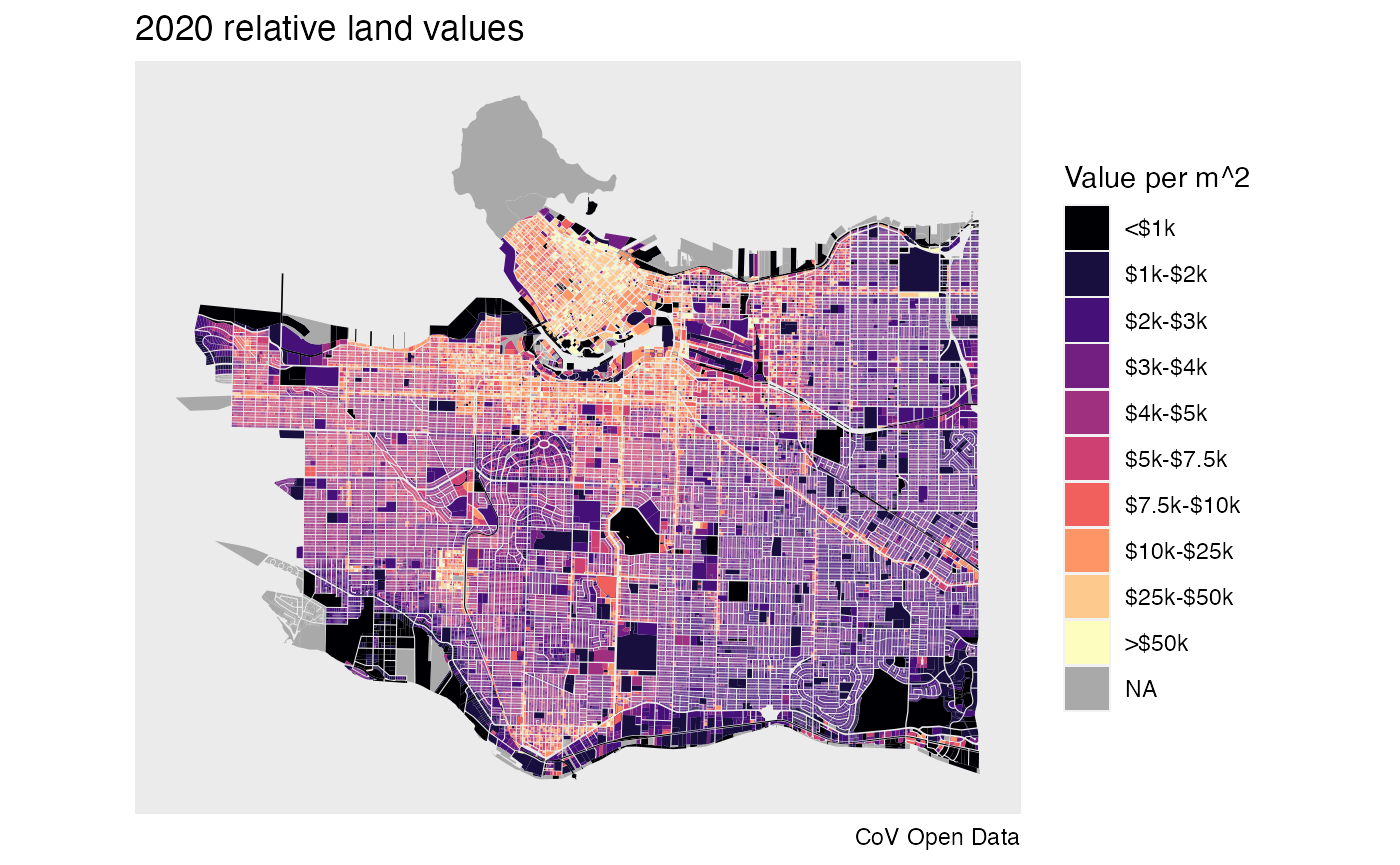 2020 relative land values
Value per m^2
<$1k
$1k-$2k
$2k-$3k
$3k-$4k
$4k-$5k
$5k-$7.5k
$7.5k-$10k
$10k-$25k
$25k-$50k
>$50k
NA
CoV Open Data